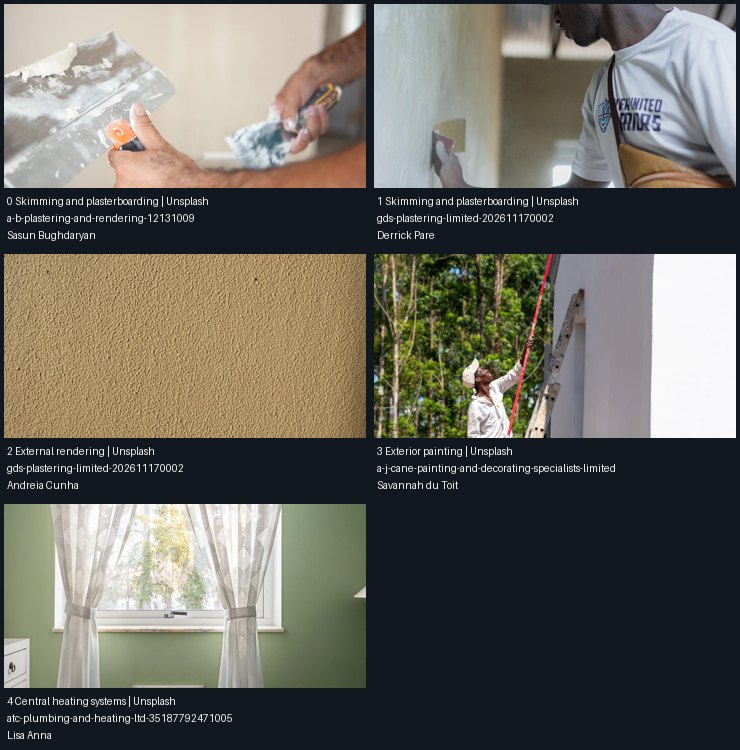 0 Skimming and plasterboarding | Unsplash
a-b-plastering-and-rendering-12131009
Sasun Bughdaryan
1 Skimming and plasterboarding | Unsplash
gds-plastering-limited-202611170002
Derrick Pare
2 External rendering | Unsplash
gds-plastering-limited-202611170002
Andreia Cunha
3 Exterior painting | Unsplash
a-j-cane-painting-and-decorating-specialists-limited
Savannah du Toit
4 Central heating systems | Unsplash
atc-plumbing-and-heating-ltd-35187792471005
Lisa Anna